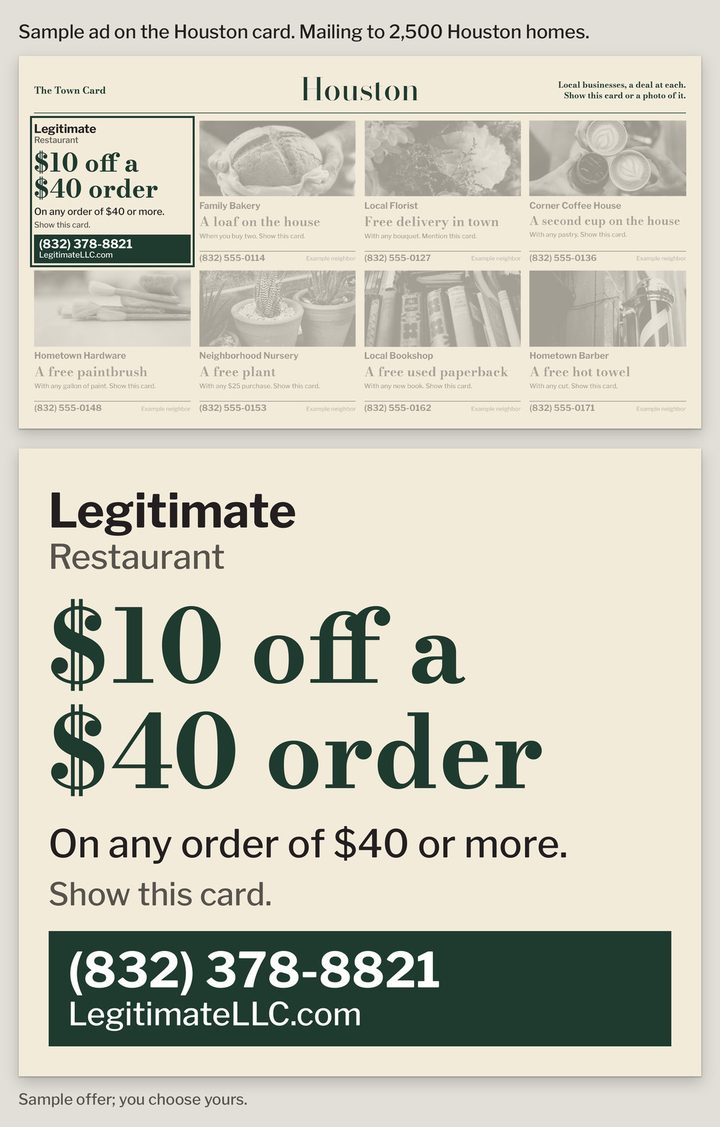 Sample ad on the Houston card. Mailing to 2,500 Houston homes.
The Town Card
Houston
Local businesses, a deal at each.
Show this card or a photo of it.
Legitimate
Restaurant
$10 off a
$40 order
On any order of $40 or more.
Show this card.
(832) 378-8821
LegitimateLLC.com
Family Bakery
A loaf on the house
When you buy two. Show this card.
(832) 555-0114
Example neighbor
Local Florist
Free delivery in town
With any bouquet. Mention this card.
(832) 555-0127
Example neighbor
Corner Coffee House
A second cup on the house
With any pastry. Show this card.
(832) 555-0136
Example neighbor
Hometown Hardware
A free paintbrush
With any gallon of paint. Show this card.
(832) 555-0148
Example neighbor
Neighborhood Nursery
A free plant
With any $25 purchase. Show this card.
(832) 555-0153
Example neighbor
Local Bookshop
A free used paperback
With any new book. Show this card.
(832) 555-0162
Example neighbor
Hometown Barber
A free hot towel
With any cut. Show this card.
(832) 555-0171
Example neighbor
Legitimate
Restaurant
$10 off a
$40 order
On any order of $40 or more.
Show this card.
(832) 378-8821
LegitimateLLC.com
Sample offer; you choose yours.